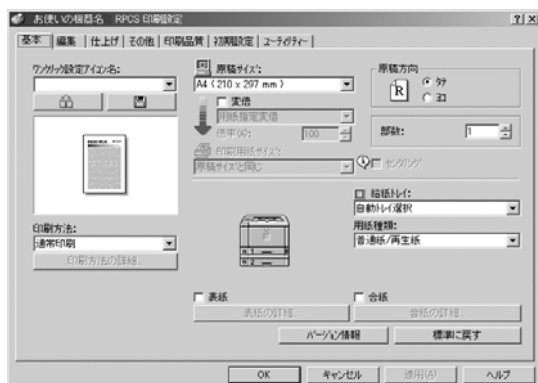 お使いの機器名 RPCS 印刷設定
基本 編集 仕上げ その他 印刷品質 初期設定 ユーティリティー
ワンクリック設定アイコン名:
原稿サイズ:
A4 (210 x 297 mm)
変倍
用紙指定変倍
倍率(%): 100
印刷用紙サイズ:
原稿サイズと同じ
原稿方向
R
タテ
ヨコ
部数: 1
センタリング
印刷方法:
通常印刷
印刷方法の詳細...
給紙トレイ:
自動トレイ選択
用紙種類:
普通紙/再生紙
表紙
表紙の詳細...
合紙
合紙の詳細...
バージョン情報
標準に戻す
OK
キャンセル
適用(A)
ヘルプ